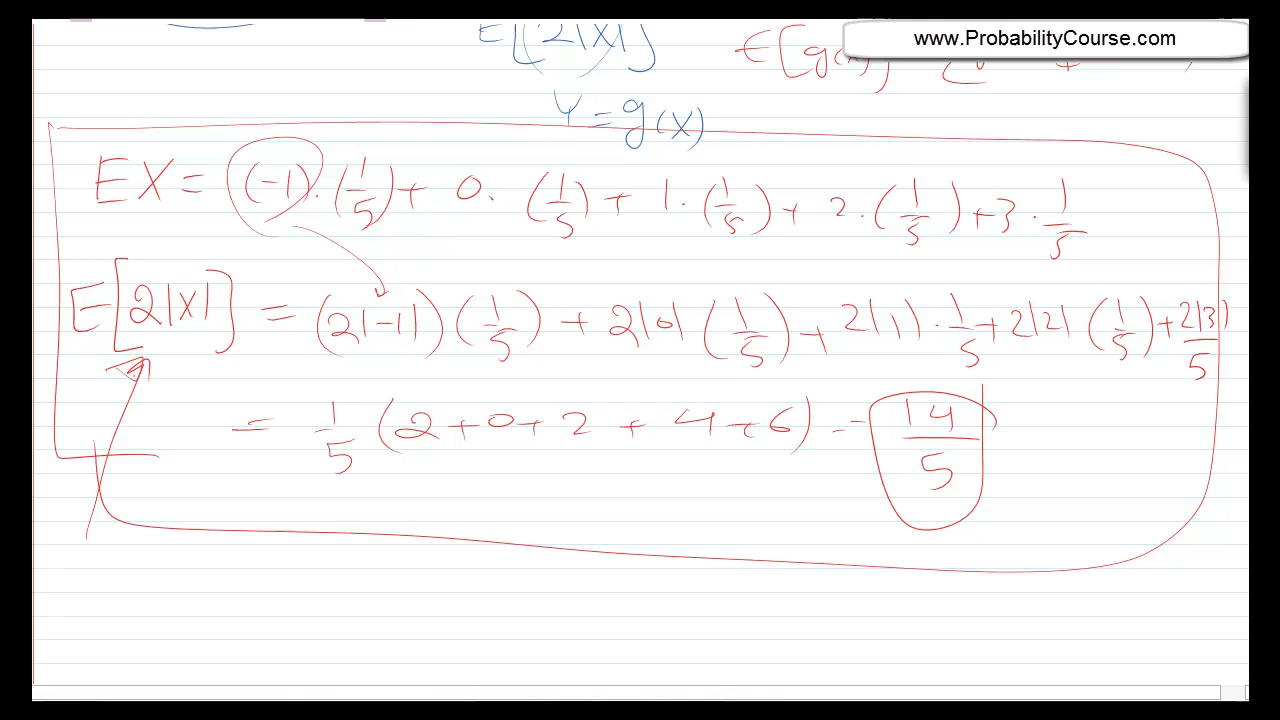 www.ProbabilityCourse.com
E[(2|X|)] E[g(x)]
Y = g(X)
EX = (-1)·(1/5) + 0·(1/5) + 1·(1/5) + 2·(1/5) + 3·1/5
E[2|X|] = (2|-1|)(1/5) + 2|0|(1/5) + 2|1|·1/5 + 2|2|(1/5) + 2|3|/5
= 1/5 (2+0+2+4+6) = 14/5